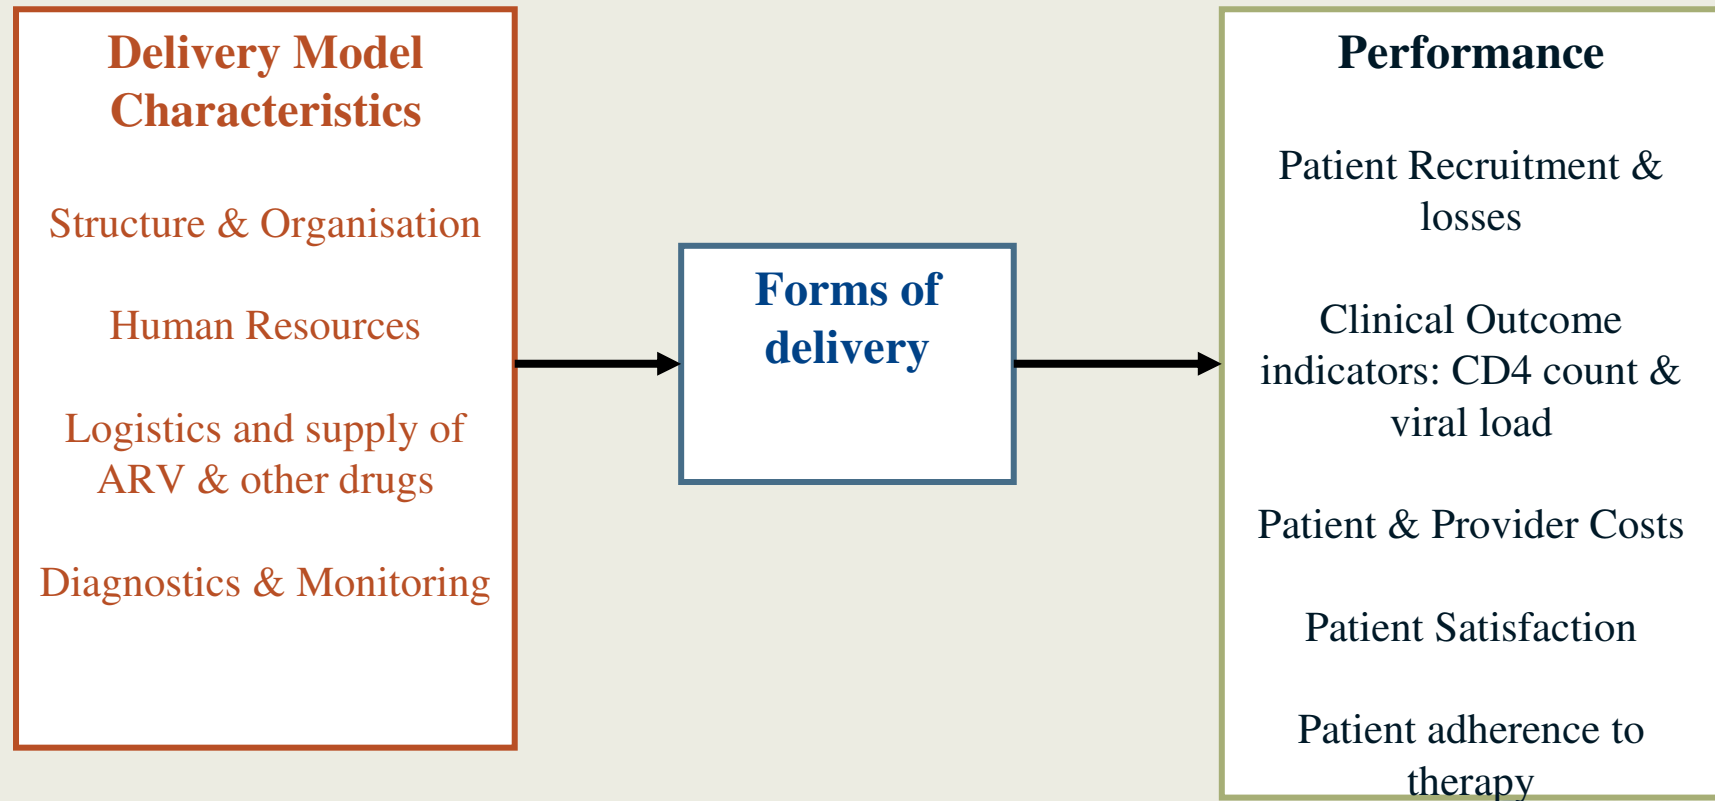 Delivery Model
Characteristics
Structure & Organisation
Human Resources
Logistics and supply of
ARV & other drugs
Diagnostics & Monitoring
Forms of
delivery
Performance
Patient Recruitment &
losses
Clinical Outcome
indicators: CD4 count &
viral load
Patient & Provider Costs
Patient Satisfaction
Patient adherence to
therapy